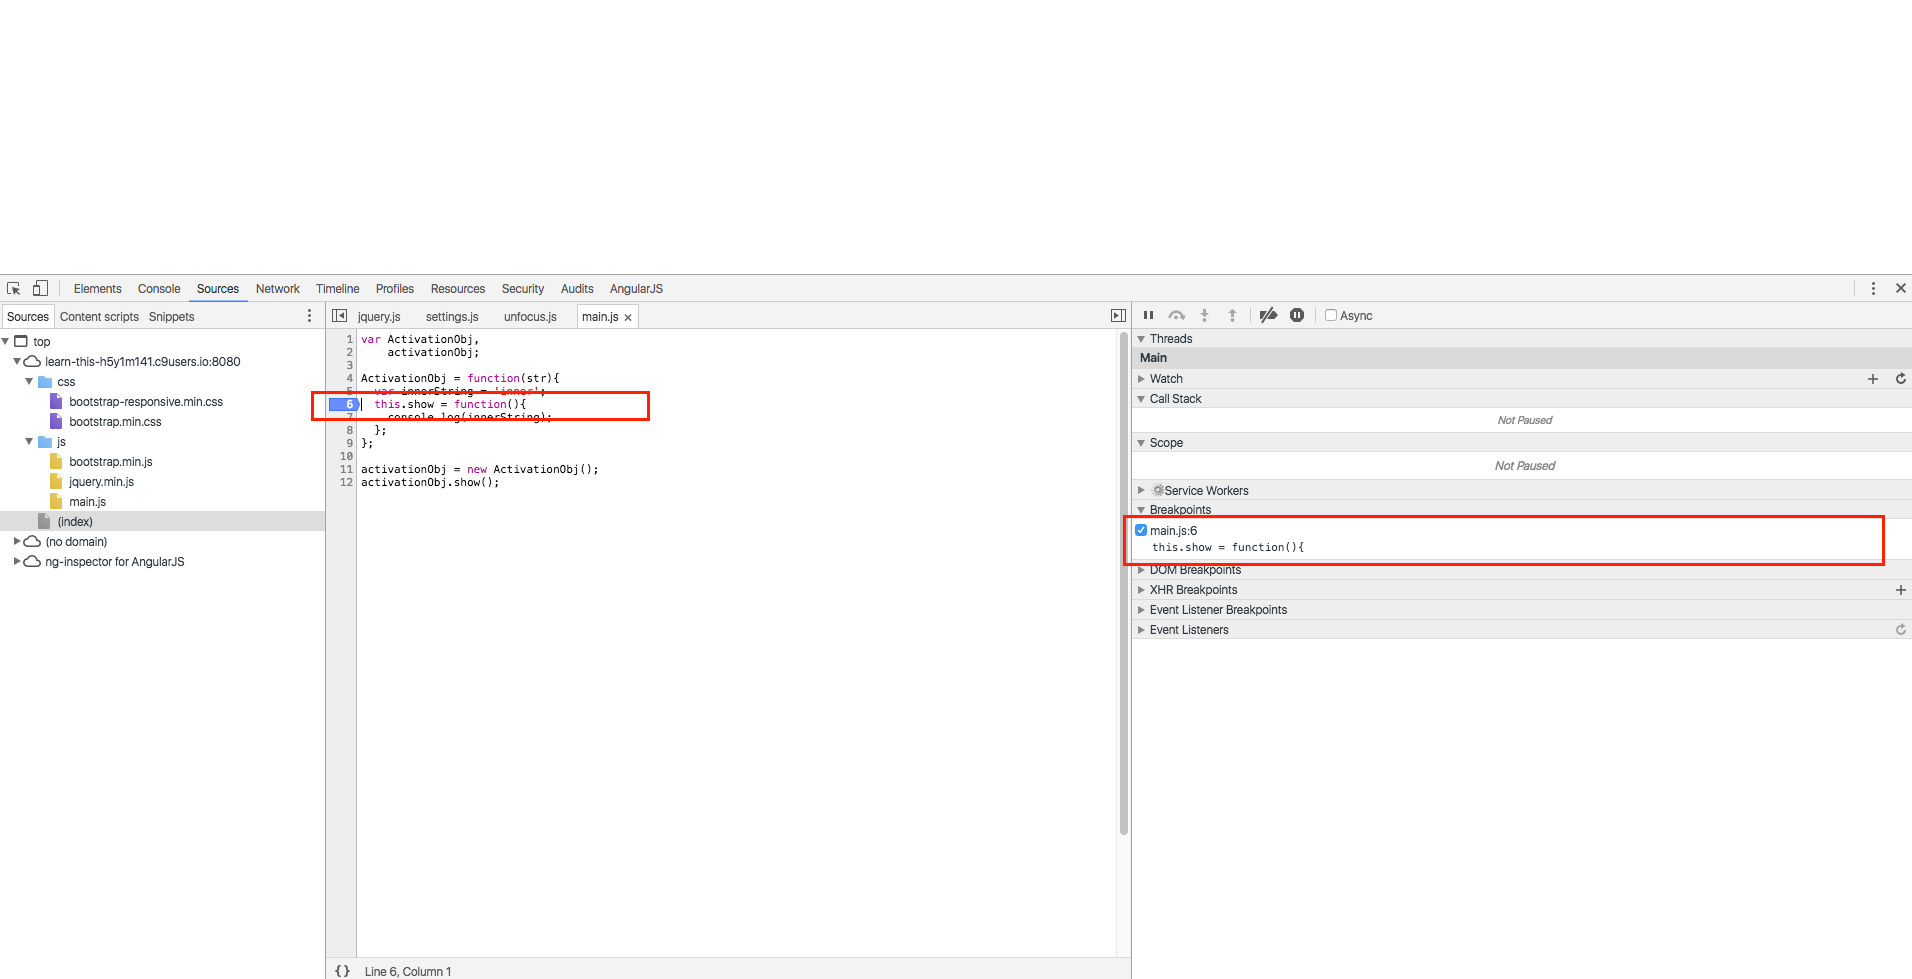 Elements Console Sources Network Timeline Profiles Resources Security Audits AngularJS
Sources Content scripts Snippets
top
learn-this-h5y1m141.c9users.io:8080
css
bootstrap-responsive.min.css
bootstrap.min.css
js
bootstrap.min.js
jquery.min.js
main.js
(index)
(no domain)
ng-inspector for AngularJS
jquery.js settings.js unfocus.js main.js ×
1 var ActivationObj,
2 activationObj;
3
4 ActivationObj = function(str){
5 var innerString = 'inner';
6 this.show = function(){
7 console.log(innerString);
8 };
9 };
10
11 activationObj = new ActivationObj();
12 activationObj.show();
{} Line 6, Column 1
Async
Threads
Main
Watch
Call Stack
Not Paused
Scope
Not Paused
Service Workers
Breakpoints
main.js:6
this.show = function(){
DOM Breakpoints
XHR Breakpoints
Event Listener Breakpoints
Event Listeners